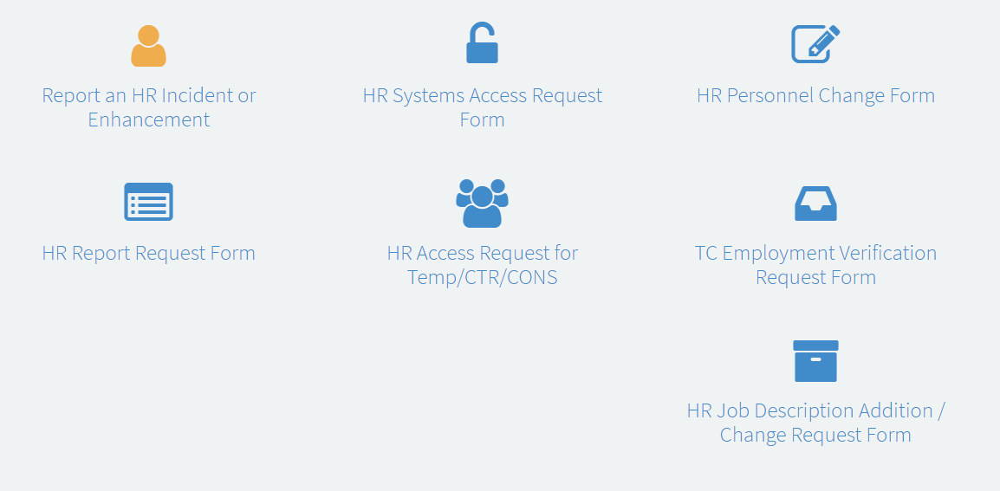 Report an HR Incident or
Enhancement
HR Systems Access Request
Form
HR Personnel Change Form
HR Report Request Form
HR Access Request for
Temp/CTR/CONS
TC Employment Verification
Request Form
HR Job Description Addition /
Change Request Form